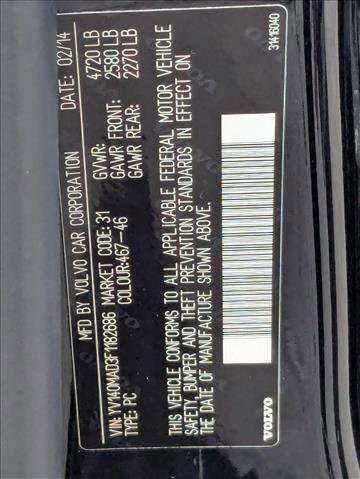 MFD BY VOLVO CAR CORPORATION DATE: 02/14
GVWR: 4720 LB
GAWR FRONT: 2580 LB
GAWR REAR: 2270 LB
VIN: YV140MAD3F1182686 MARKET CODE:31
TYPE: PC COLOUR:467-46
THIS VEHICLE CONFORMS TO ALL APPLICABLE FEDERAL MOTOR VEHICLE
SAFETY, BUMPER AND THEFT PREVENTION STANDARDS IN EFFECT ON
THE DATE OF MANUFACTURE SHOWN ABOVE.
VOLVO
31416040